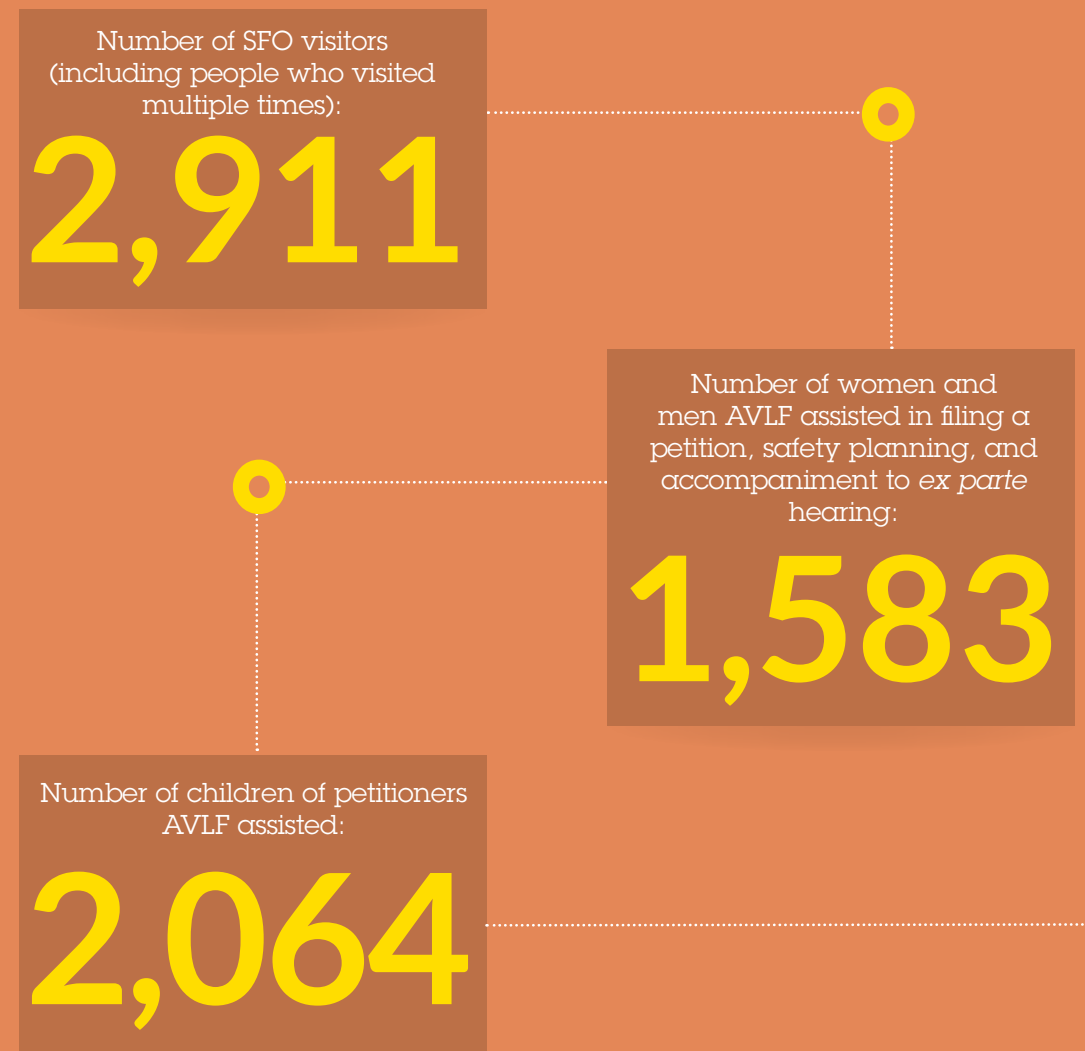 Number of SFO visitors
(including people who visited
multiple times):
2,911
Number of women and
men AVLF assisted in filing a
petition, safety planning, and
accompaniment to ex parte
hearing:
1,583
Number of children of petitioners
AVLF assisted:
2,064